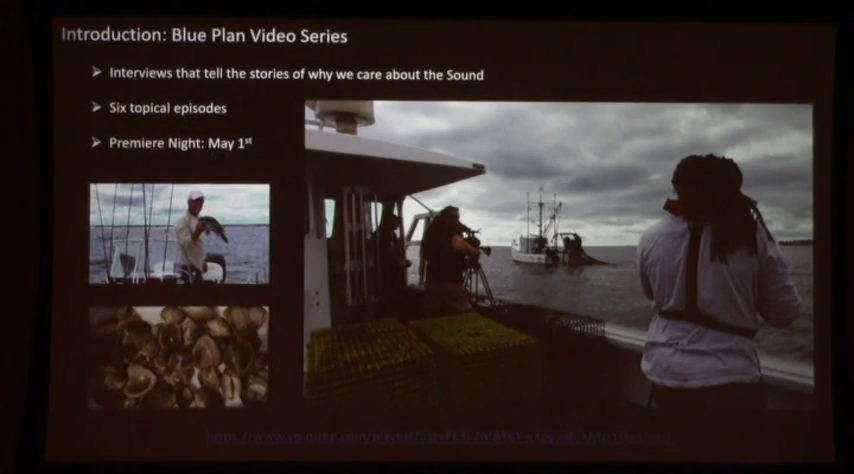 Introduction: Blue Plan Video Series
➤ Interviews that tell the stories of why we care about the Sound
➤ Six topical episodes
➤ Premiere Night: May 1st